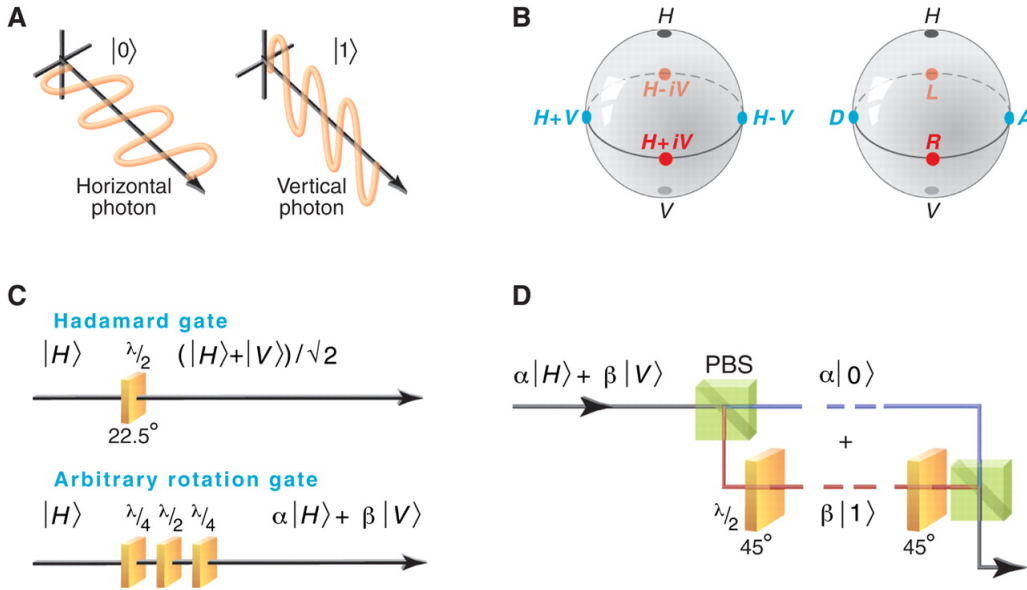 A
|0⟩
Horizontal
photon
|1⟩
Vertical
photon
B
H
H-iV
H+V
H-V
H+iV
V
H
L
D
A
R
V
C
Hadamard gate
|H⟩ λ/2 (|H⟩+|V⟩)/√2
22.5°
Arbitrary rotation gate
|H⟩ λ/4 λ/2 λ/4 α|H⟩+ β|V⟩
D
PBS
α|H⟩+ β|V⟩ α|0⟩
+
λ/2 β|1⟩
45° 45°